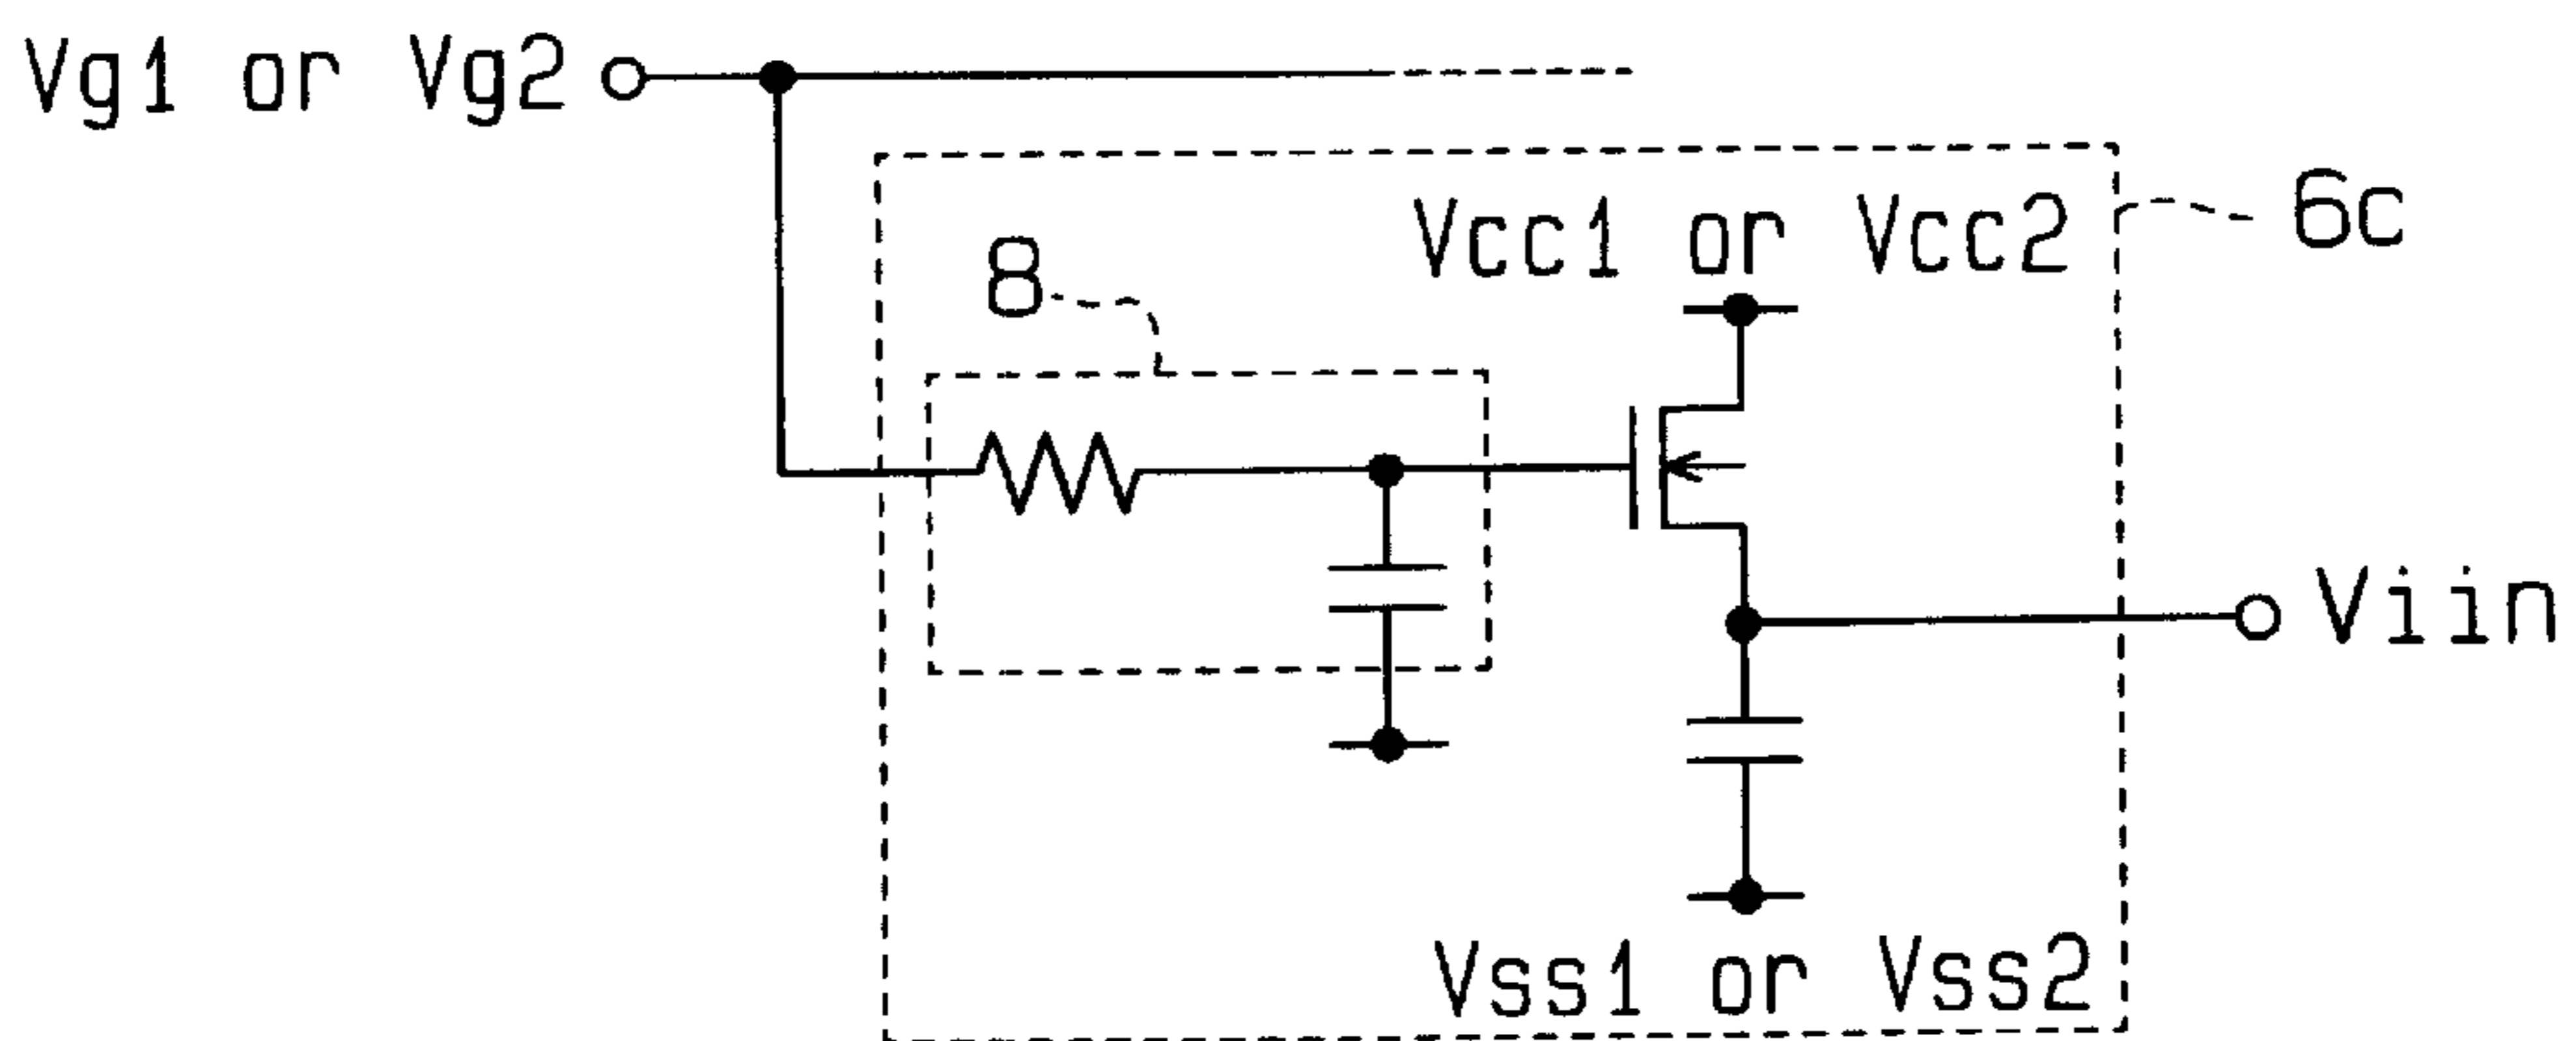 Vg1 or Vg2
6c
Vcc1 or Vcc2
8
Viin
Vss1 or Vss2